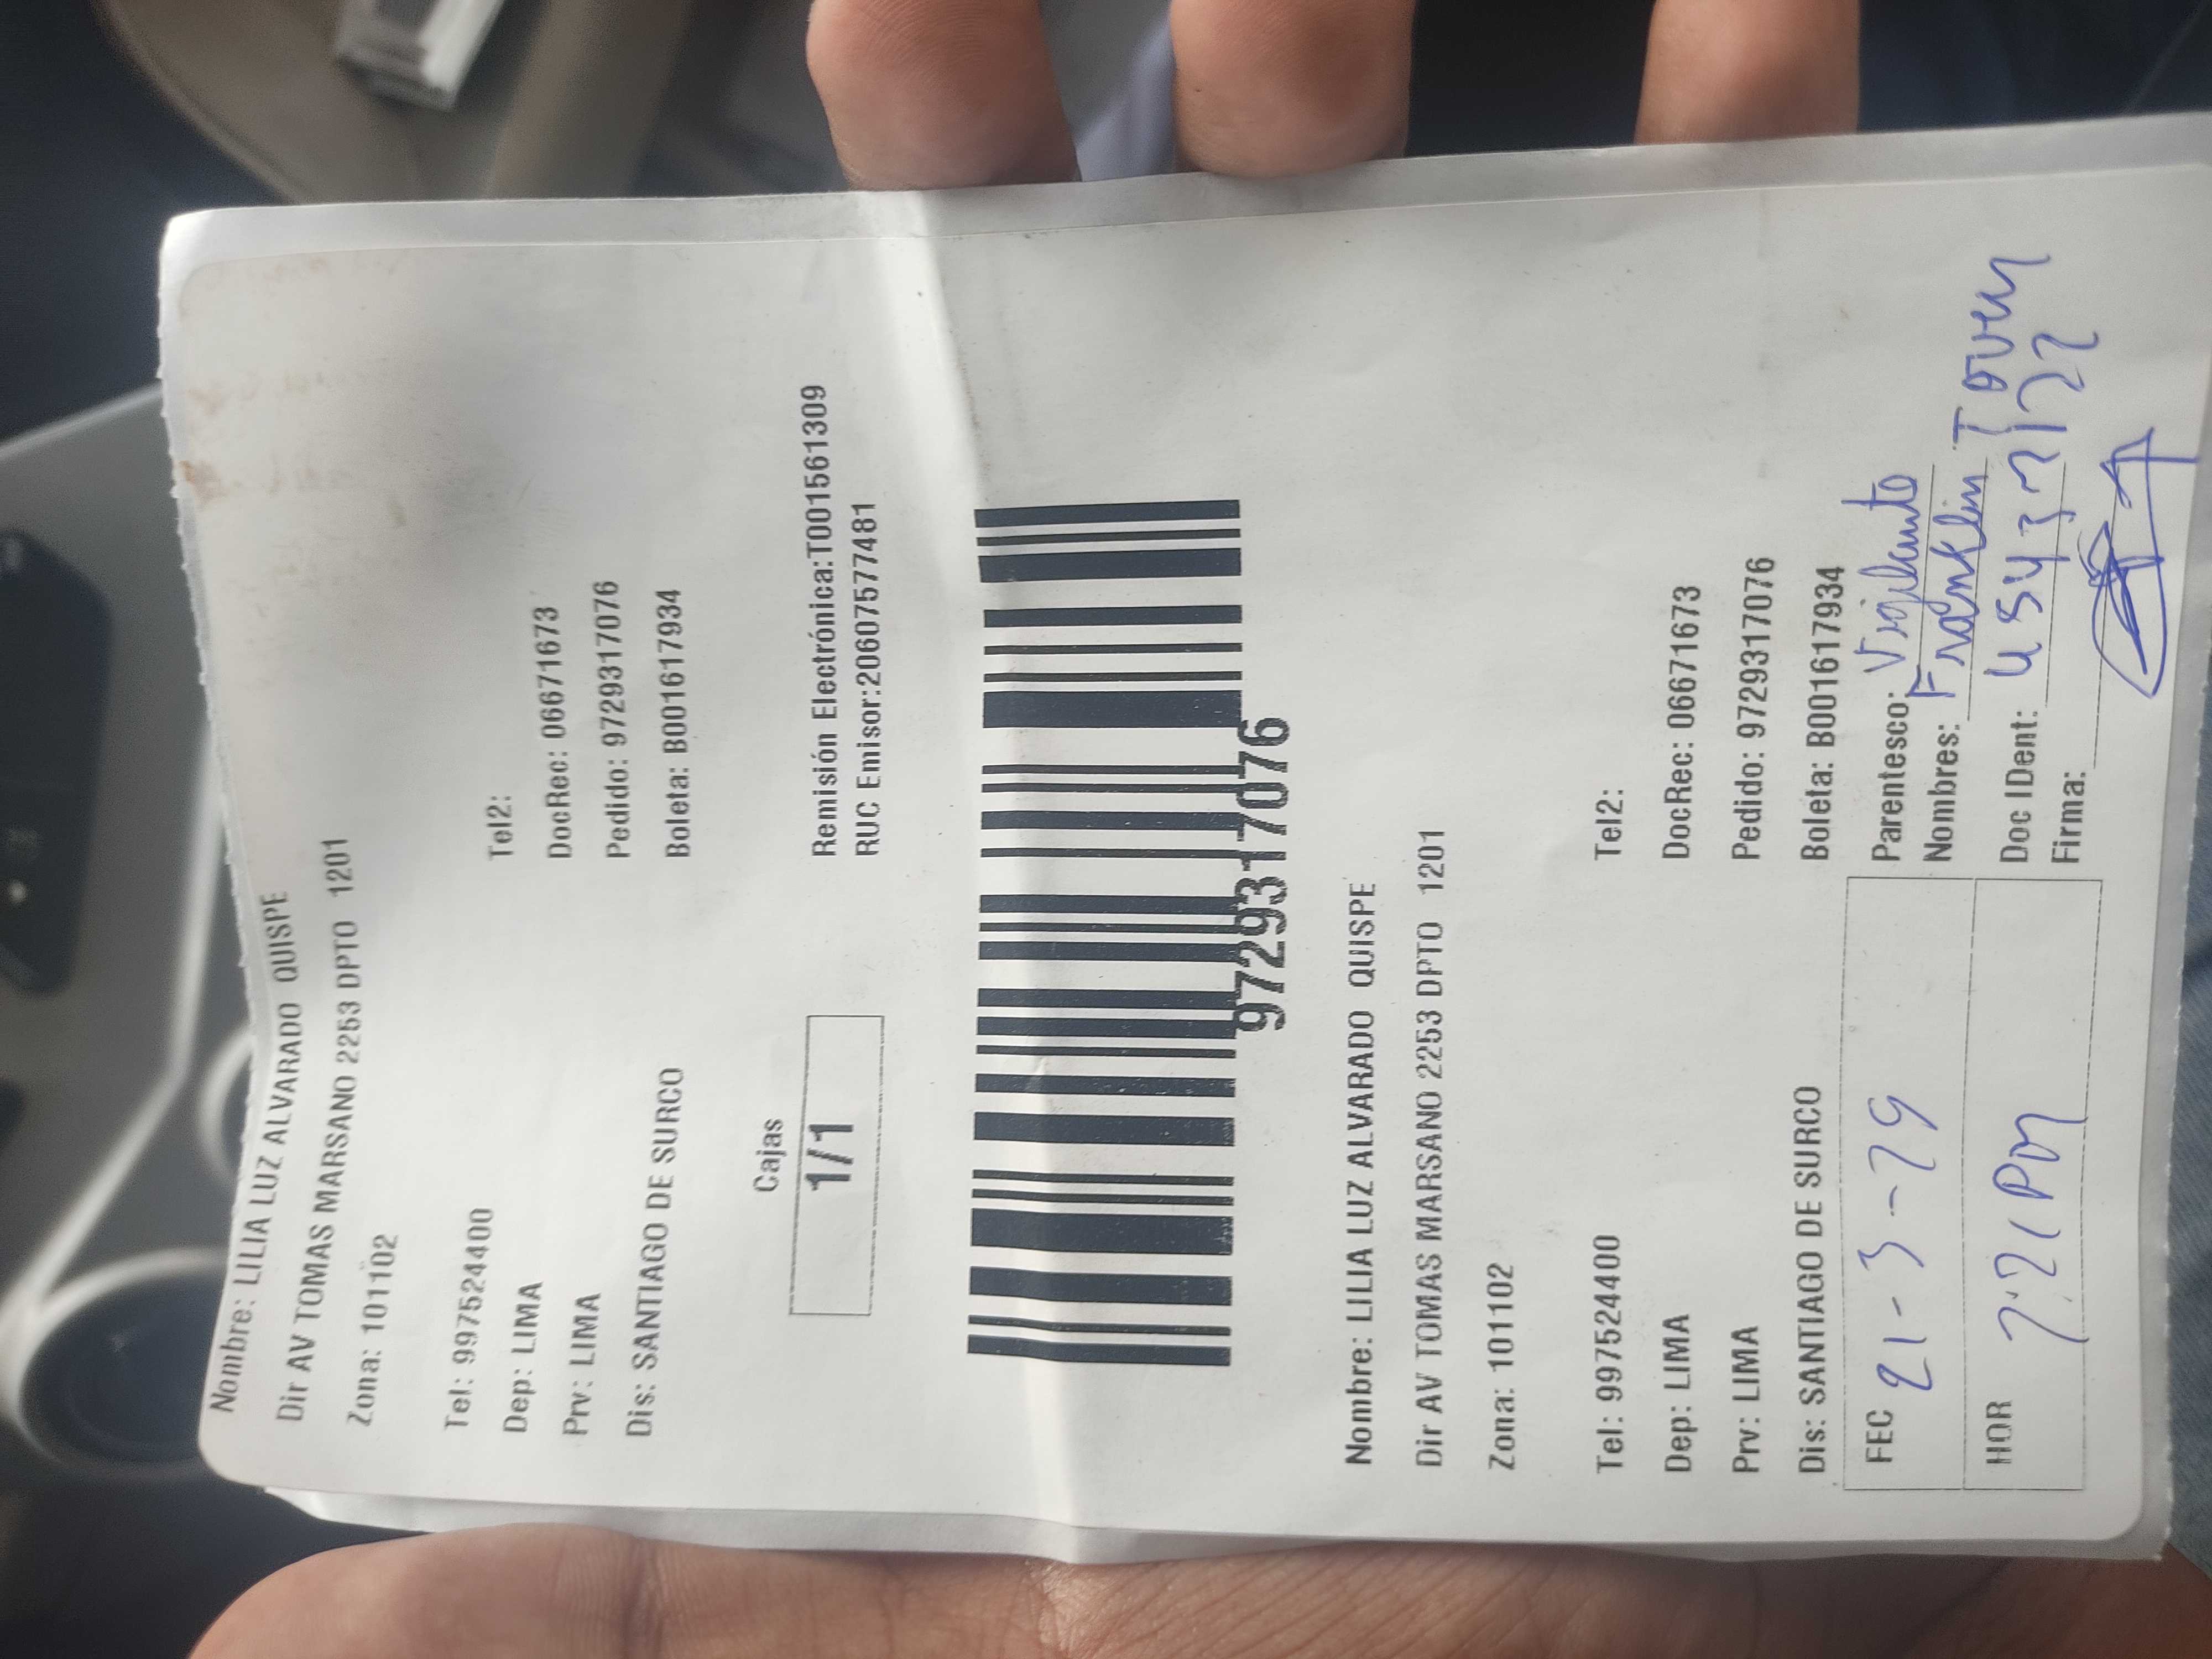 Nombre: LILIA LUZ ALVARADO QUISPE
Dir AV TOMAS MARSANO 2253 DPTO 1201
Zona: 101102
Tel: 997524400 Tel2:
Dep: LIMA DocRec: 06671673
Prv: LIMA Pedido: 9729317076
Dis: SANTIAGO DE SURCO Boleta: B001617934
Cajas
1/1
Remisión Electrónica:T001561309
RUC Emisor:20607577481
9729317076
Nombre: LILIA LUZ ALVARADO QUISPE
Dir AV TOMAS MARSANO 2253 DPTO 1201
Zona: 101102
Tel: 997524400 Tel2:
Dep: LIMA DocRec: 06671673
Prv: LIMA Pedido: 9729317076
Dis: SANTIAGO DE SURCO Boleta: B001617934
FEC 21-3-79 Parentesco: Vigilante
Nombres: Franklin
HOR 7:21 Pm Doc IDent:
Firma: